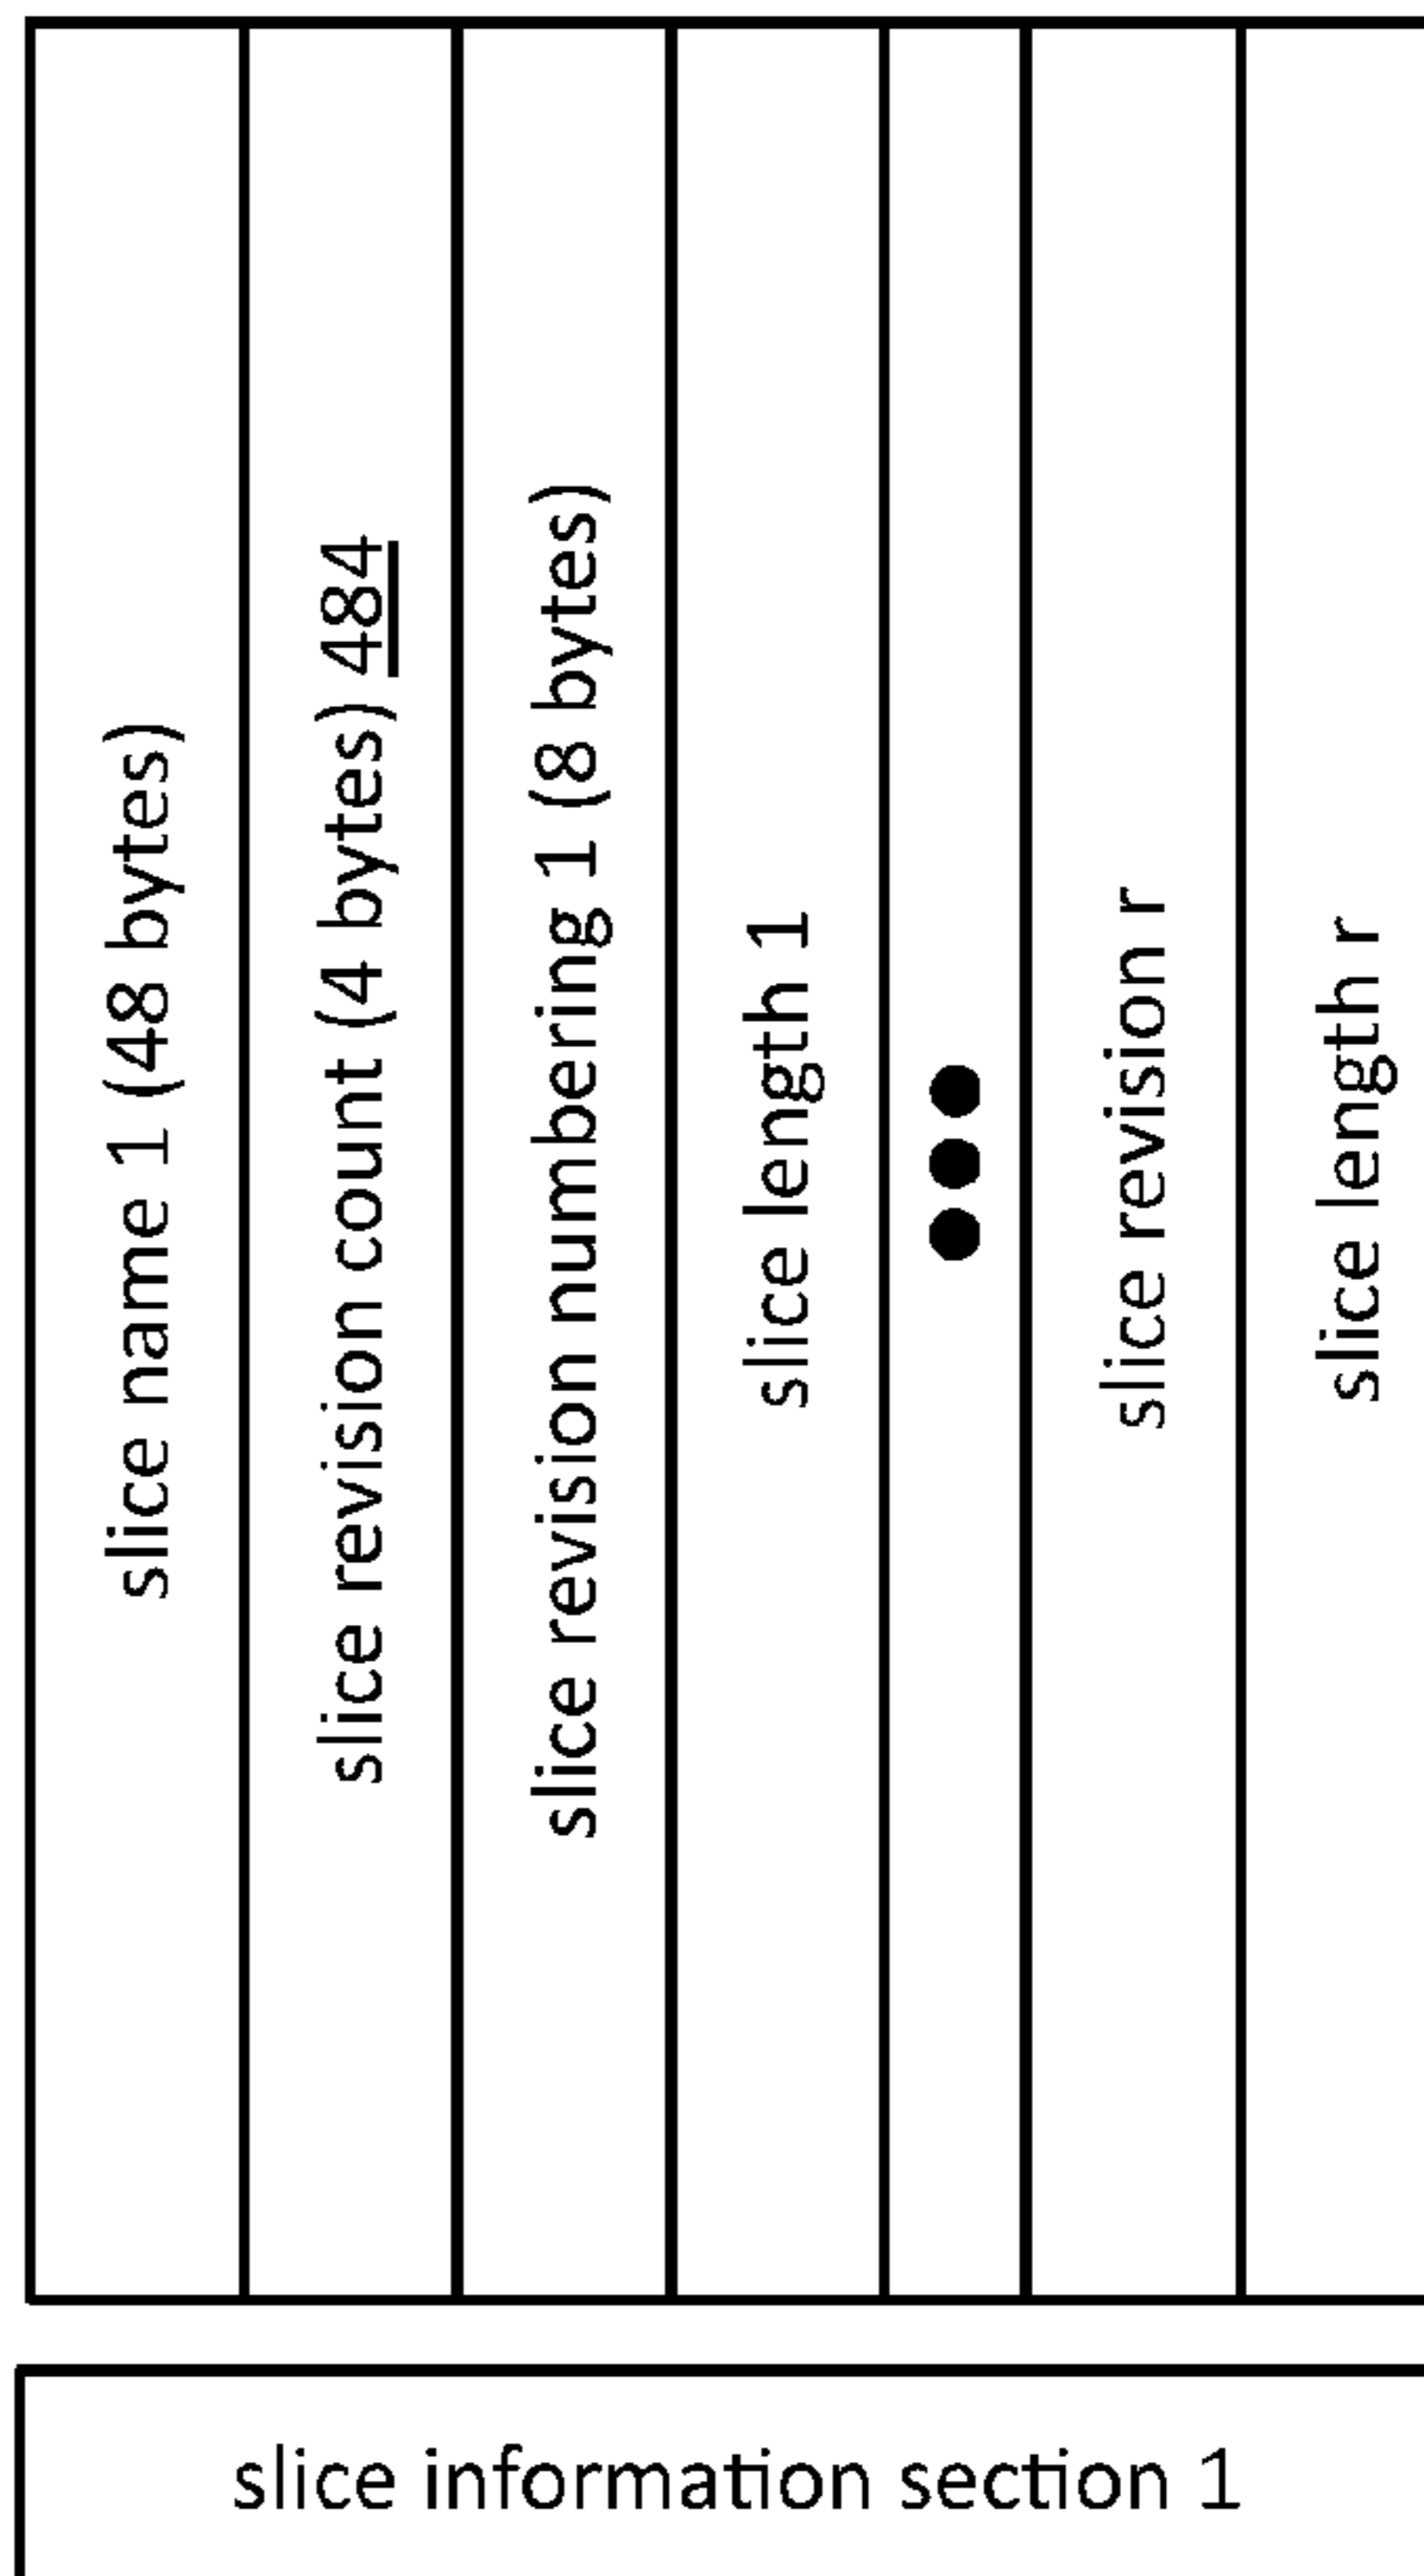 slice name 1 (48 bytes)
slice revision count (4 bytes) 484
slice revision numbering 1 (8 bytes)
slice length 1
slice revision r
slice length r
slice information section 1